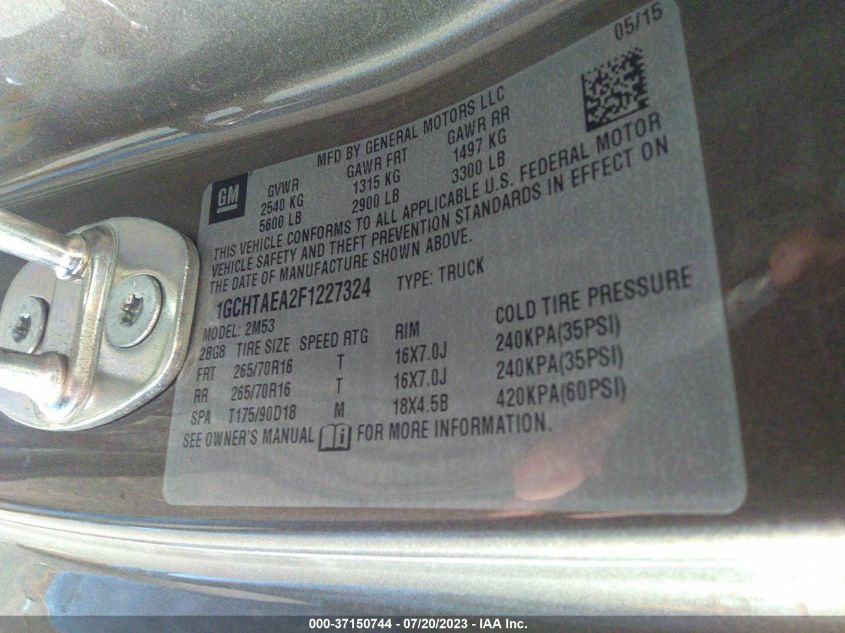 05/15
MFD BY GENERAL MOTORS LLC
GM
GVWR GAWR FRT GAWR RR
2540 KG 1315 KG 1497 KG
5600 LB 2900 LB 3300 LB
THIS VEHICLE CONFORMS TO ALL APPLICABLE U.S. FEDERAL MOTOR
VEHICLE SAFETY AND THEFT PREVENTION STANDARDS IN EFFECT ON
THE DATE OF MANUFACTURE SHOWN ABOVE.
1GCHTAEA2F1227324 TYPE: TRUCK
MODEL: 2M53
2BG8 TIRE SIZE SPEED RTG RIM COLD TIRE PRESSURE
FRT 265/70R16 T 16X7.0J 240KPA(35PSI)
RR 265/70R16 T 16X7.0J 240KPA(35PSI)
SPA T175/90D18 M 18X4.5B 420KPA(60PSI)
SEE OWNER'S MANUAL FOR MORE INFORMATION.
000-37150744 - 07/20/2023 - IAA Inc.